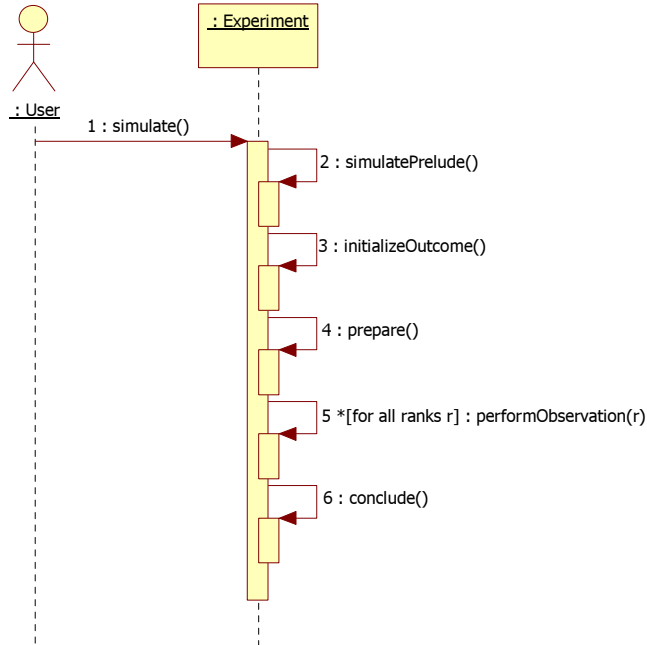 : Experiment
: User
1 : simulate()
2 : simulatePrelude()
3 : initializeOutcome()
4 : prepare()
5 *[for all ranks r] : performObservation(r)
6 : conclude()